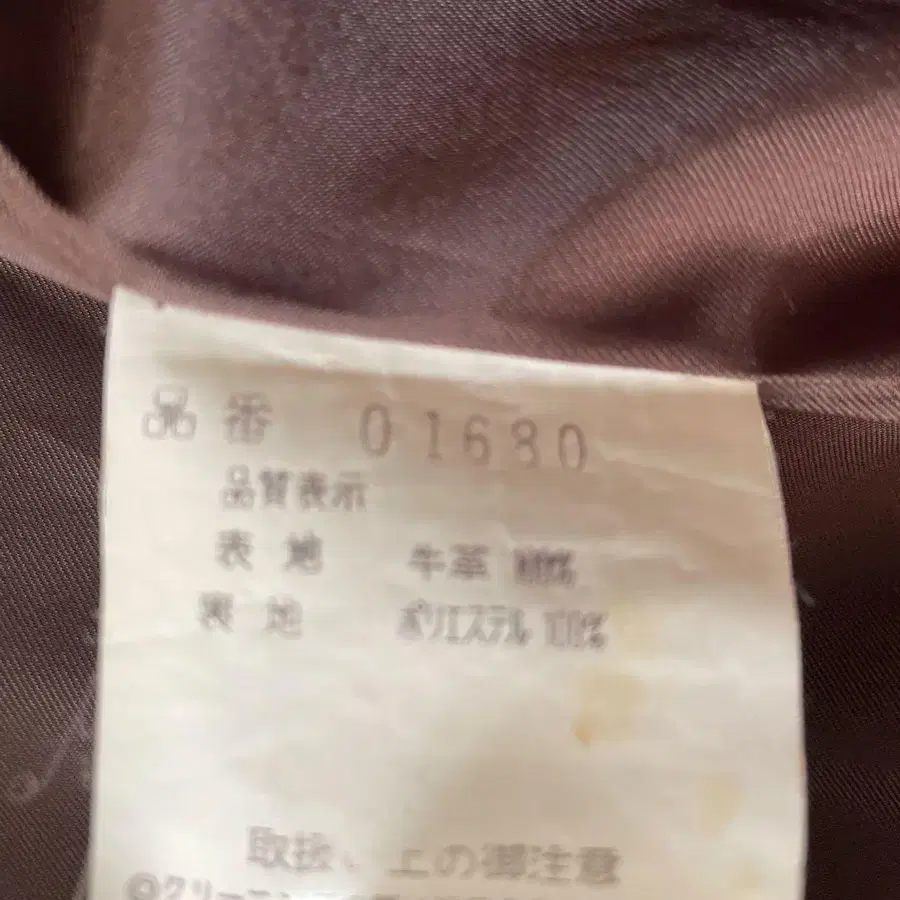 品番 01680
品質表示
表地 牛革 100%
裏地 ポリエステル 100%
取扱い上の御注意